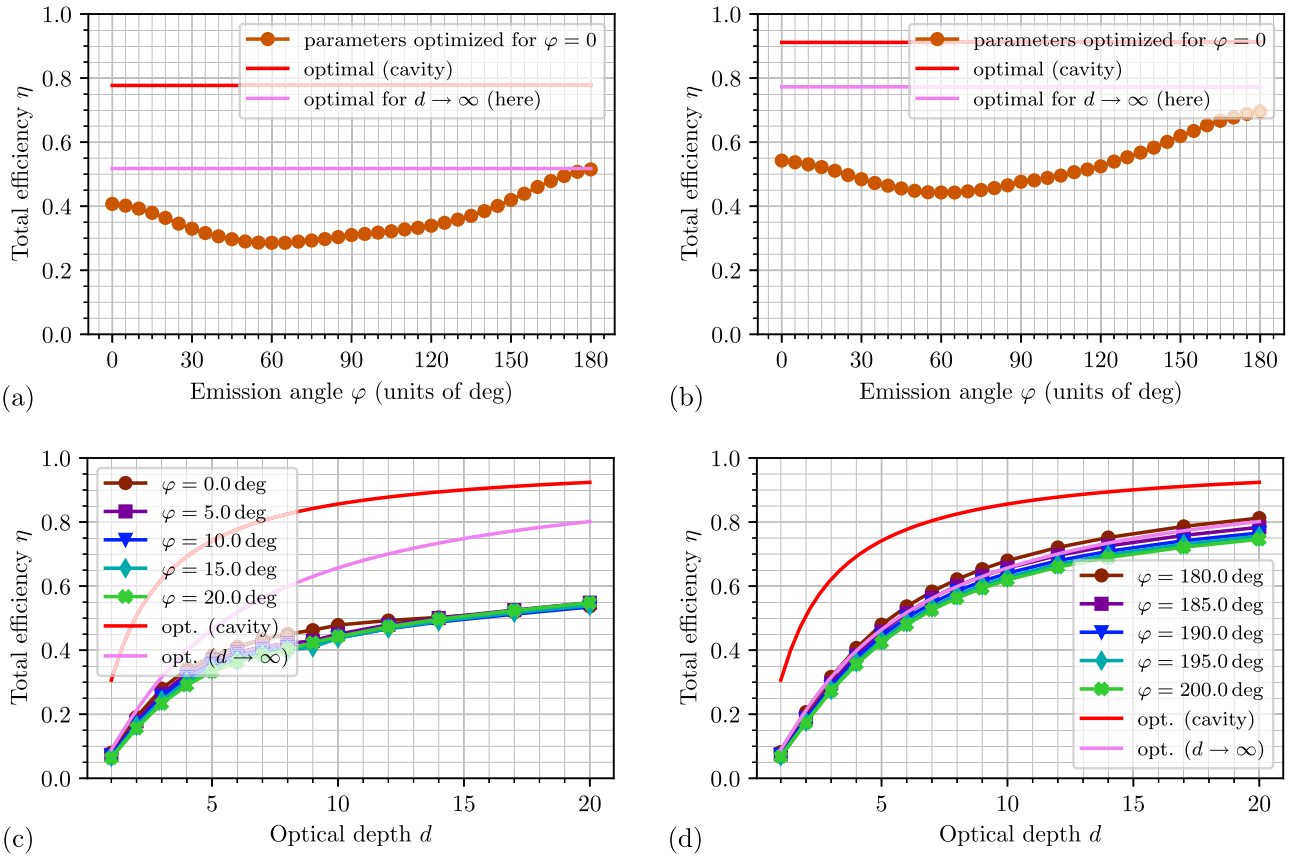 1.0
0.8
0.6
0.4
0.2
0.0
Total efficiency η
parameters optimized for φ = 0
optimal (cavity)
optimal for d → ∞ (here)
0 30 60 90 120 150 180
Emission angle φ (units of deg)
(a)
1.0
0.8
0.6
0.4
0.2
0.0
Total efficiency η
parameters optimized for φ = 0
optimal (cavity)
optimal for d → ∞ (here)
0 30 60 90 120 150 180
Emission angle φ (units of deg)
(b)
1.0
0.8
0.6
0.4
0.2
0.0
Total efficiency η
φ = 0.0 deg
φ = 5.0 deg
φ = 10.0 deg
φ = 15.0 deg
φ = 20.0 deg
opt. (cavity)
opt. (d → ∞)
5 10 15 20
Optical depth d
(c)
1.0
0.8
0.6
0.4
0.2
0.0
Total efficiency η
φ = 180.0 deg
φ = 185.0 deg
φ = 190.0 deg
φ = 195.0 deg
φ = 200.0 deg
opt. (cavity)
opt. (d → ∞)
5 10 15 20
Optical depth d
(d)